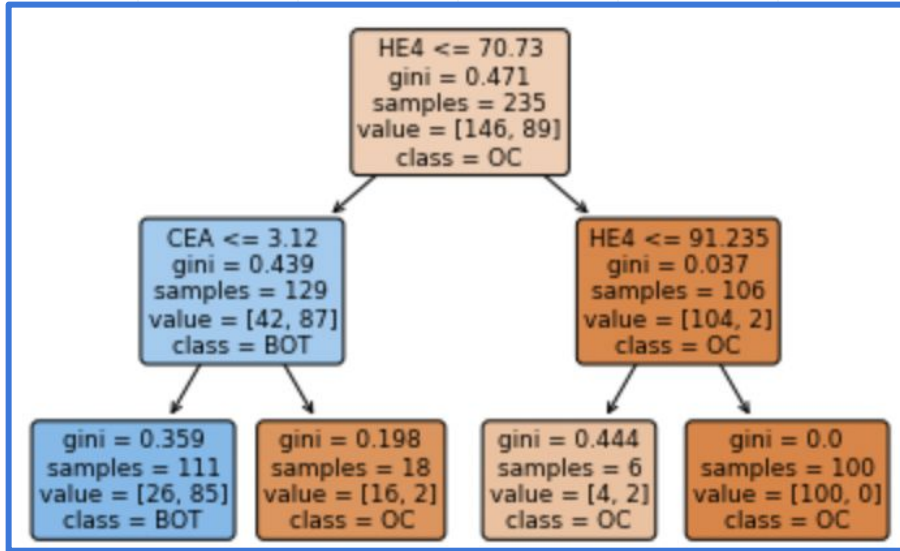 HE4 <= 70.73
gini = 0.471
samples = 235
value = [146, 89]
class = OC
CEA <= 3.12
gini = 0.439
samples = 129
value = [42, 87]
class = BOT
HE4 <= 91.235
gini = 0.037
samples = 106
value = [104, 2]
class = OC
gini = 0.359
samples = 111
value = [26, 85]
class = BOT
gini = 0.198
samples = 18
value = [16, 2]
class = OC
gini = 0.444
samples = 6
value = [4, 2]
class = OC
gini = 0.0
samples = 100
value = [100, 0]
class = OC